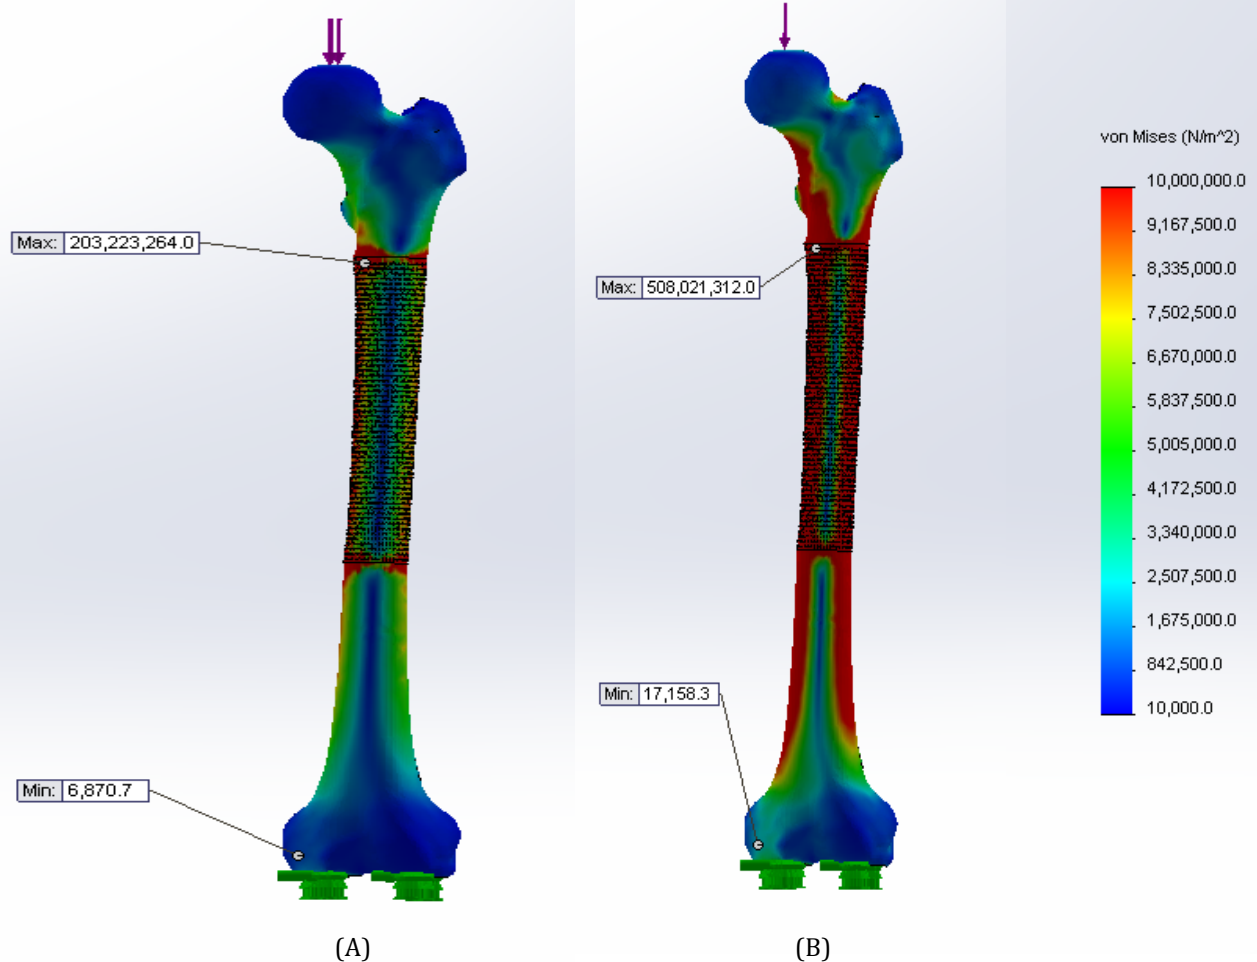 von Mises (N/m^2)
10,000,000.0
9,167,500.0
8,335,000.0
7,502,500.0
6,670,000.0
5,837,500.0
5,005,000.0
4,172,500.0
3,340,000.0
2,507,500.0
1,675,000.0
842,500.0
10,000.0
Max: 203,223,264.0
Min: 6,870.7
(A)
Max: 508,021,312.0
Min: 17,158.3
(B)